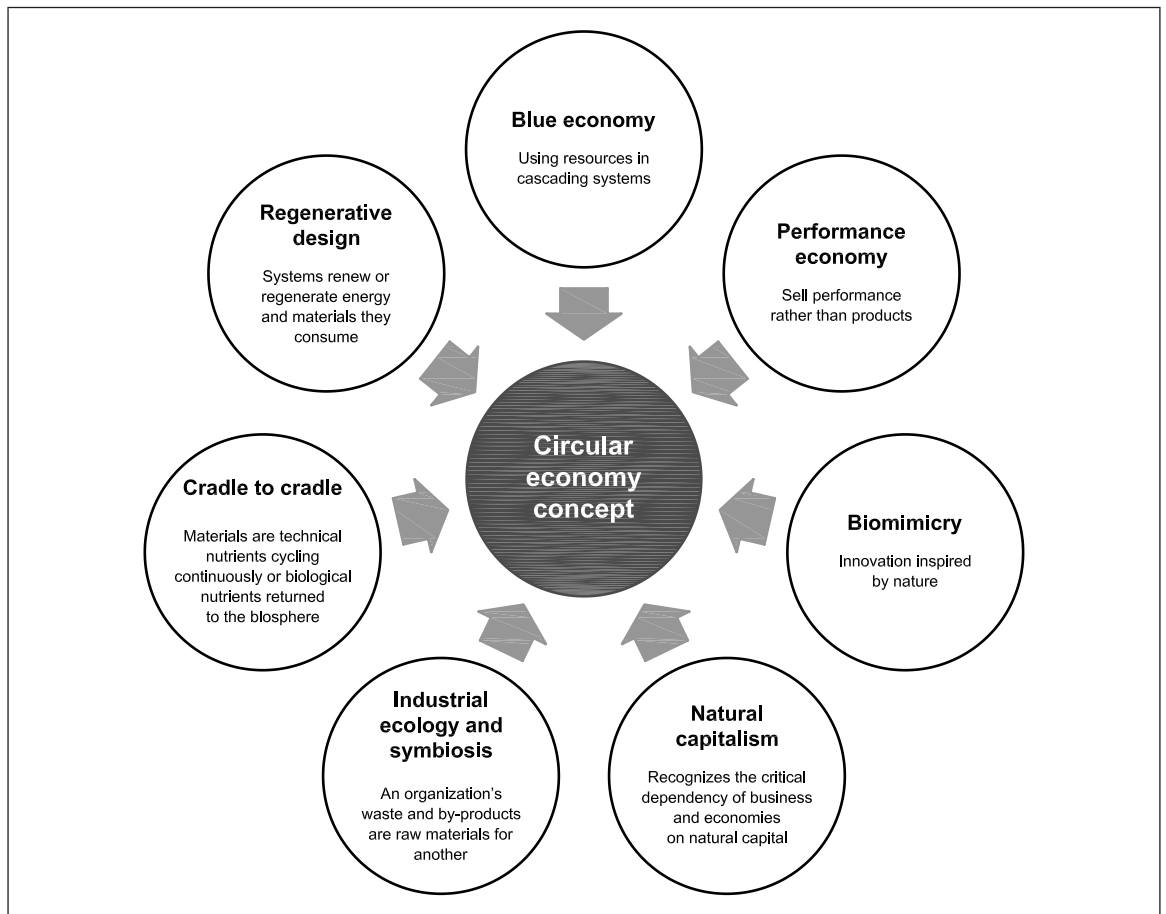 Blue economy
Using resources in
cascading systems
Performance
economy
Sell performance
rather than products
Biomimicry
Innovation inspired
by nature
Natural
capitalism
Recognizes the critical
dependency of business
and economies
on natural capital
Industrial
ecology and
symbiosis
An organization’s
waste and by-products
are raw materials for
another
Cradle to cradle
Materials are technical
nutrients cycling
continuously or biological
nutrients returned
to the blosphere
Regenerative
design
Systems renew or
regenerate energy
and materials they
consume
Circular
economy
concept